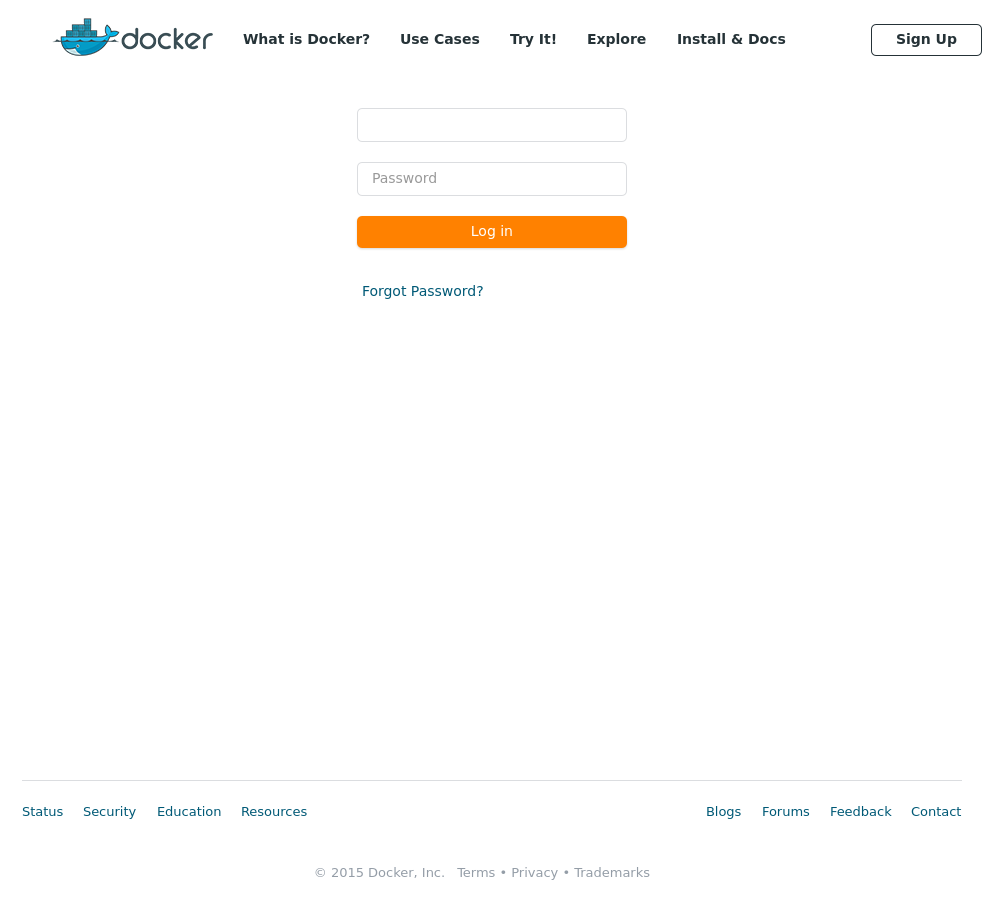 docker What is Docker? Use Cases Try It! Explore Install & Docs Sign Up
Password
Log in
Forgot Password?
Status Security Education Resources Blogs Forums Feedback Contact
© 2015 Docker, Inc. Terms • Privacy • Trademarks